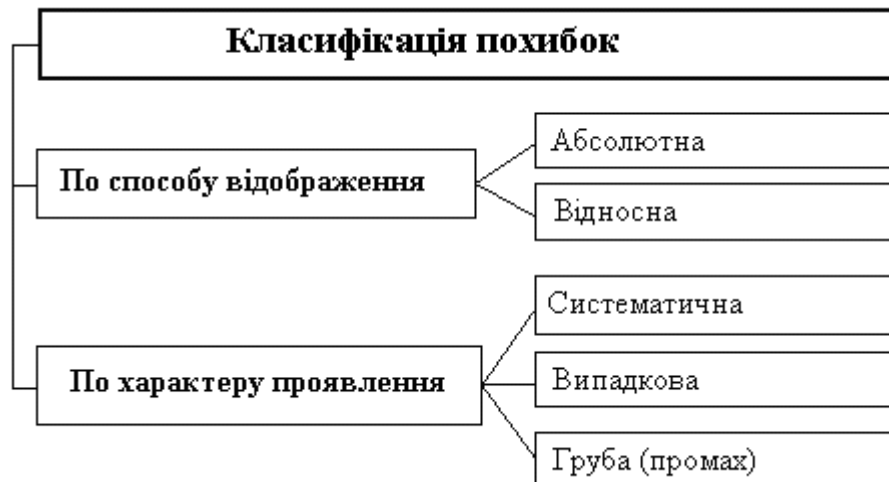 Класифікація похибок
По способу відображення
Абсолютна
Відносна
По характеру проявлення
Систематична
Випадкова
Груба (промах)